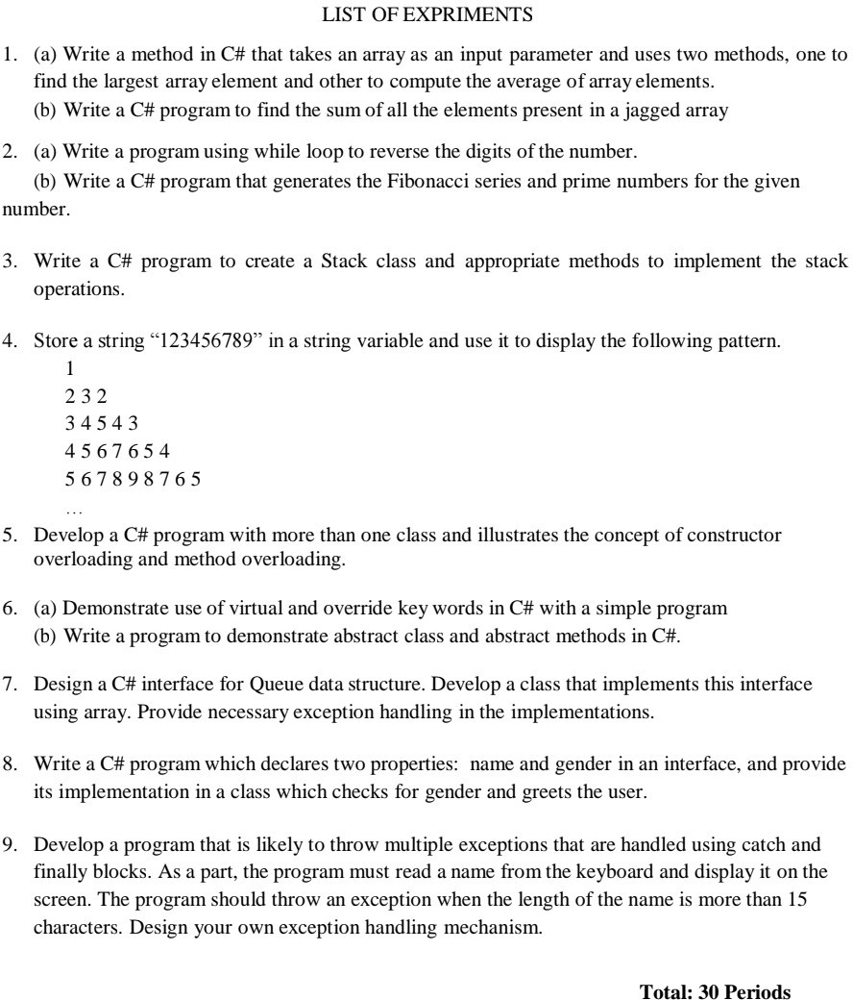 LIST OF EXPRIMENTS
1. (a) Write a method in C# that takes an array as an input parameter and uses two methods, one to
find the largest array element and other to compute the average of array elements.
(b) Write a C# program to find the sum of all the elements present in a jagged array
2. (a) Write a program using while loop to reverse the digits of the number.
(b) Write a C# program that generates the Fibonacci series and prime numbers for the given
number.
3. Write a C# program to create a Stack class and appropriate methods to implement the stack
operations.
4. Store a string “123456789” in a string variable and use it to display the following pattern.
1
2 3 2
3 4 5 4 3
4 5 6 7 6 5 4
5 6 7 8 9 8 7 6 5
…
5. Develop a C# program with more than one class and illustrates the concept of constructor
overloading and method overloading.
6. (a) Demonstrate use of virtual and override key words in C# with a simple program
(b) Write a program to demonstrate abstract class and abstract methods in C#.
7. Design a C# interface for Queue data structure. Develop a class that implements this interface
using array. Provide necessary exception handling in the implementations.
8. Write a C# program which declares two properties: name and gender in an interface, and provide
its implementation in a class which checks for gender and greets the user.
9. Develop a program that is likely to throw multiple exceptions that are handled using catch and
finally blocks. As a part, the program must read a name from the keyboard and display it on the
screen. The program should throw an exception when the length of the name is more than 15
characters. Design your own exception handling mechanism.
Total: 30 Periods